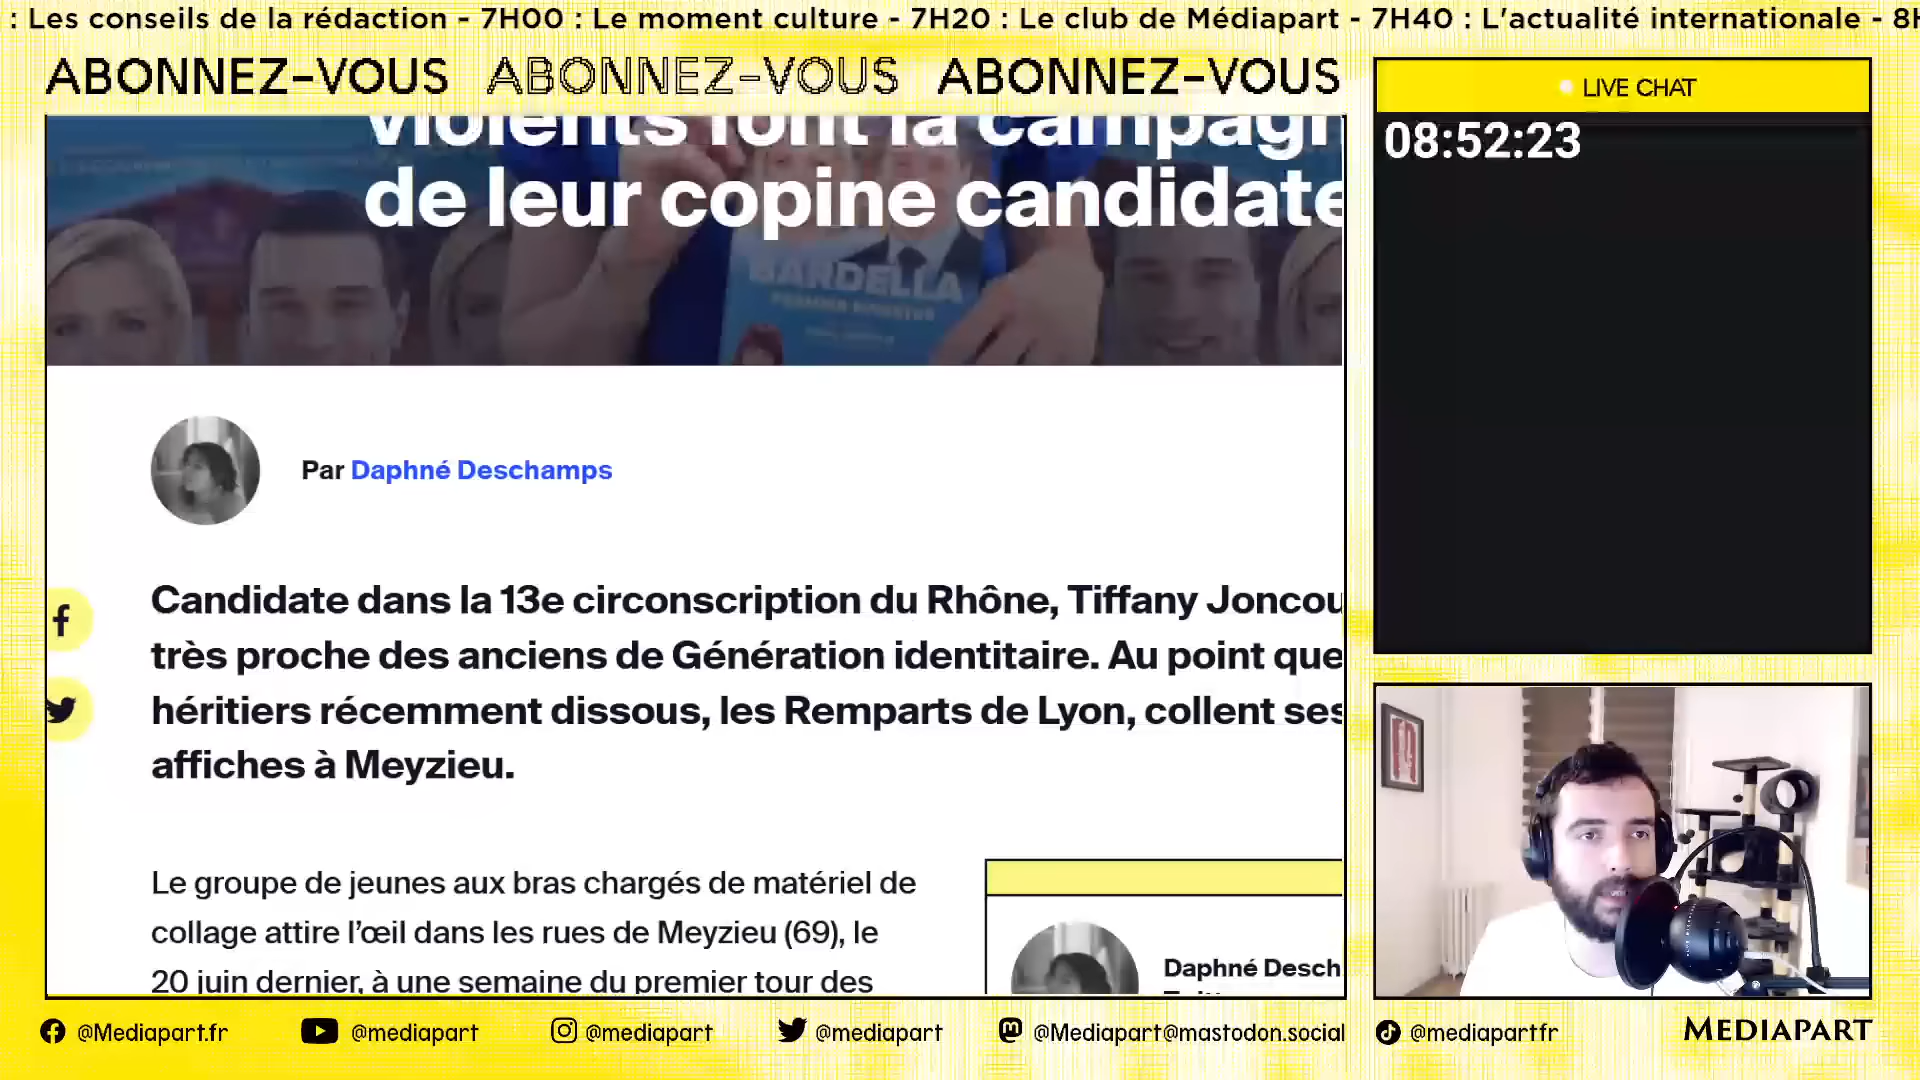 : Les conseils de la rédaction - 7H00 : Le moment culture - 7H20 : Le club de Médiapart - 7H40 : L'actualité internationale - 8H
ABONNEZ-VOUS ABONNEZ-VOUS ABONNEZ-VOUS
LIVE CHAT
08:52:23
violents font la campagn
de leur copine candidate
BARDELLA
Par Daphné Deschamps
Candidate dans la 13e circonscription du Rhône, Tiffany Joncou
très proche des anciens de Génération identitaire. Au point que
héritiers récemment dissous, les Remparts de Lyon, collent ses
affiches à Meyzieu.
Le groupe de jeunes aux bras chargés de matériel de
collage attire l'œil dans les rues de Meyzieu (69), le
20 juin dernier, à une semaine du premier tour des
Daphné Desch
@Mediapart.fr @mediapart @mediapart @mediapart @Mediapart@mastodon.social @mediapartfr MEDIAPART